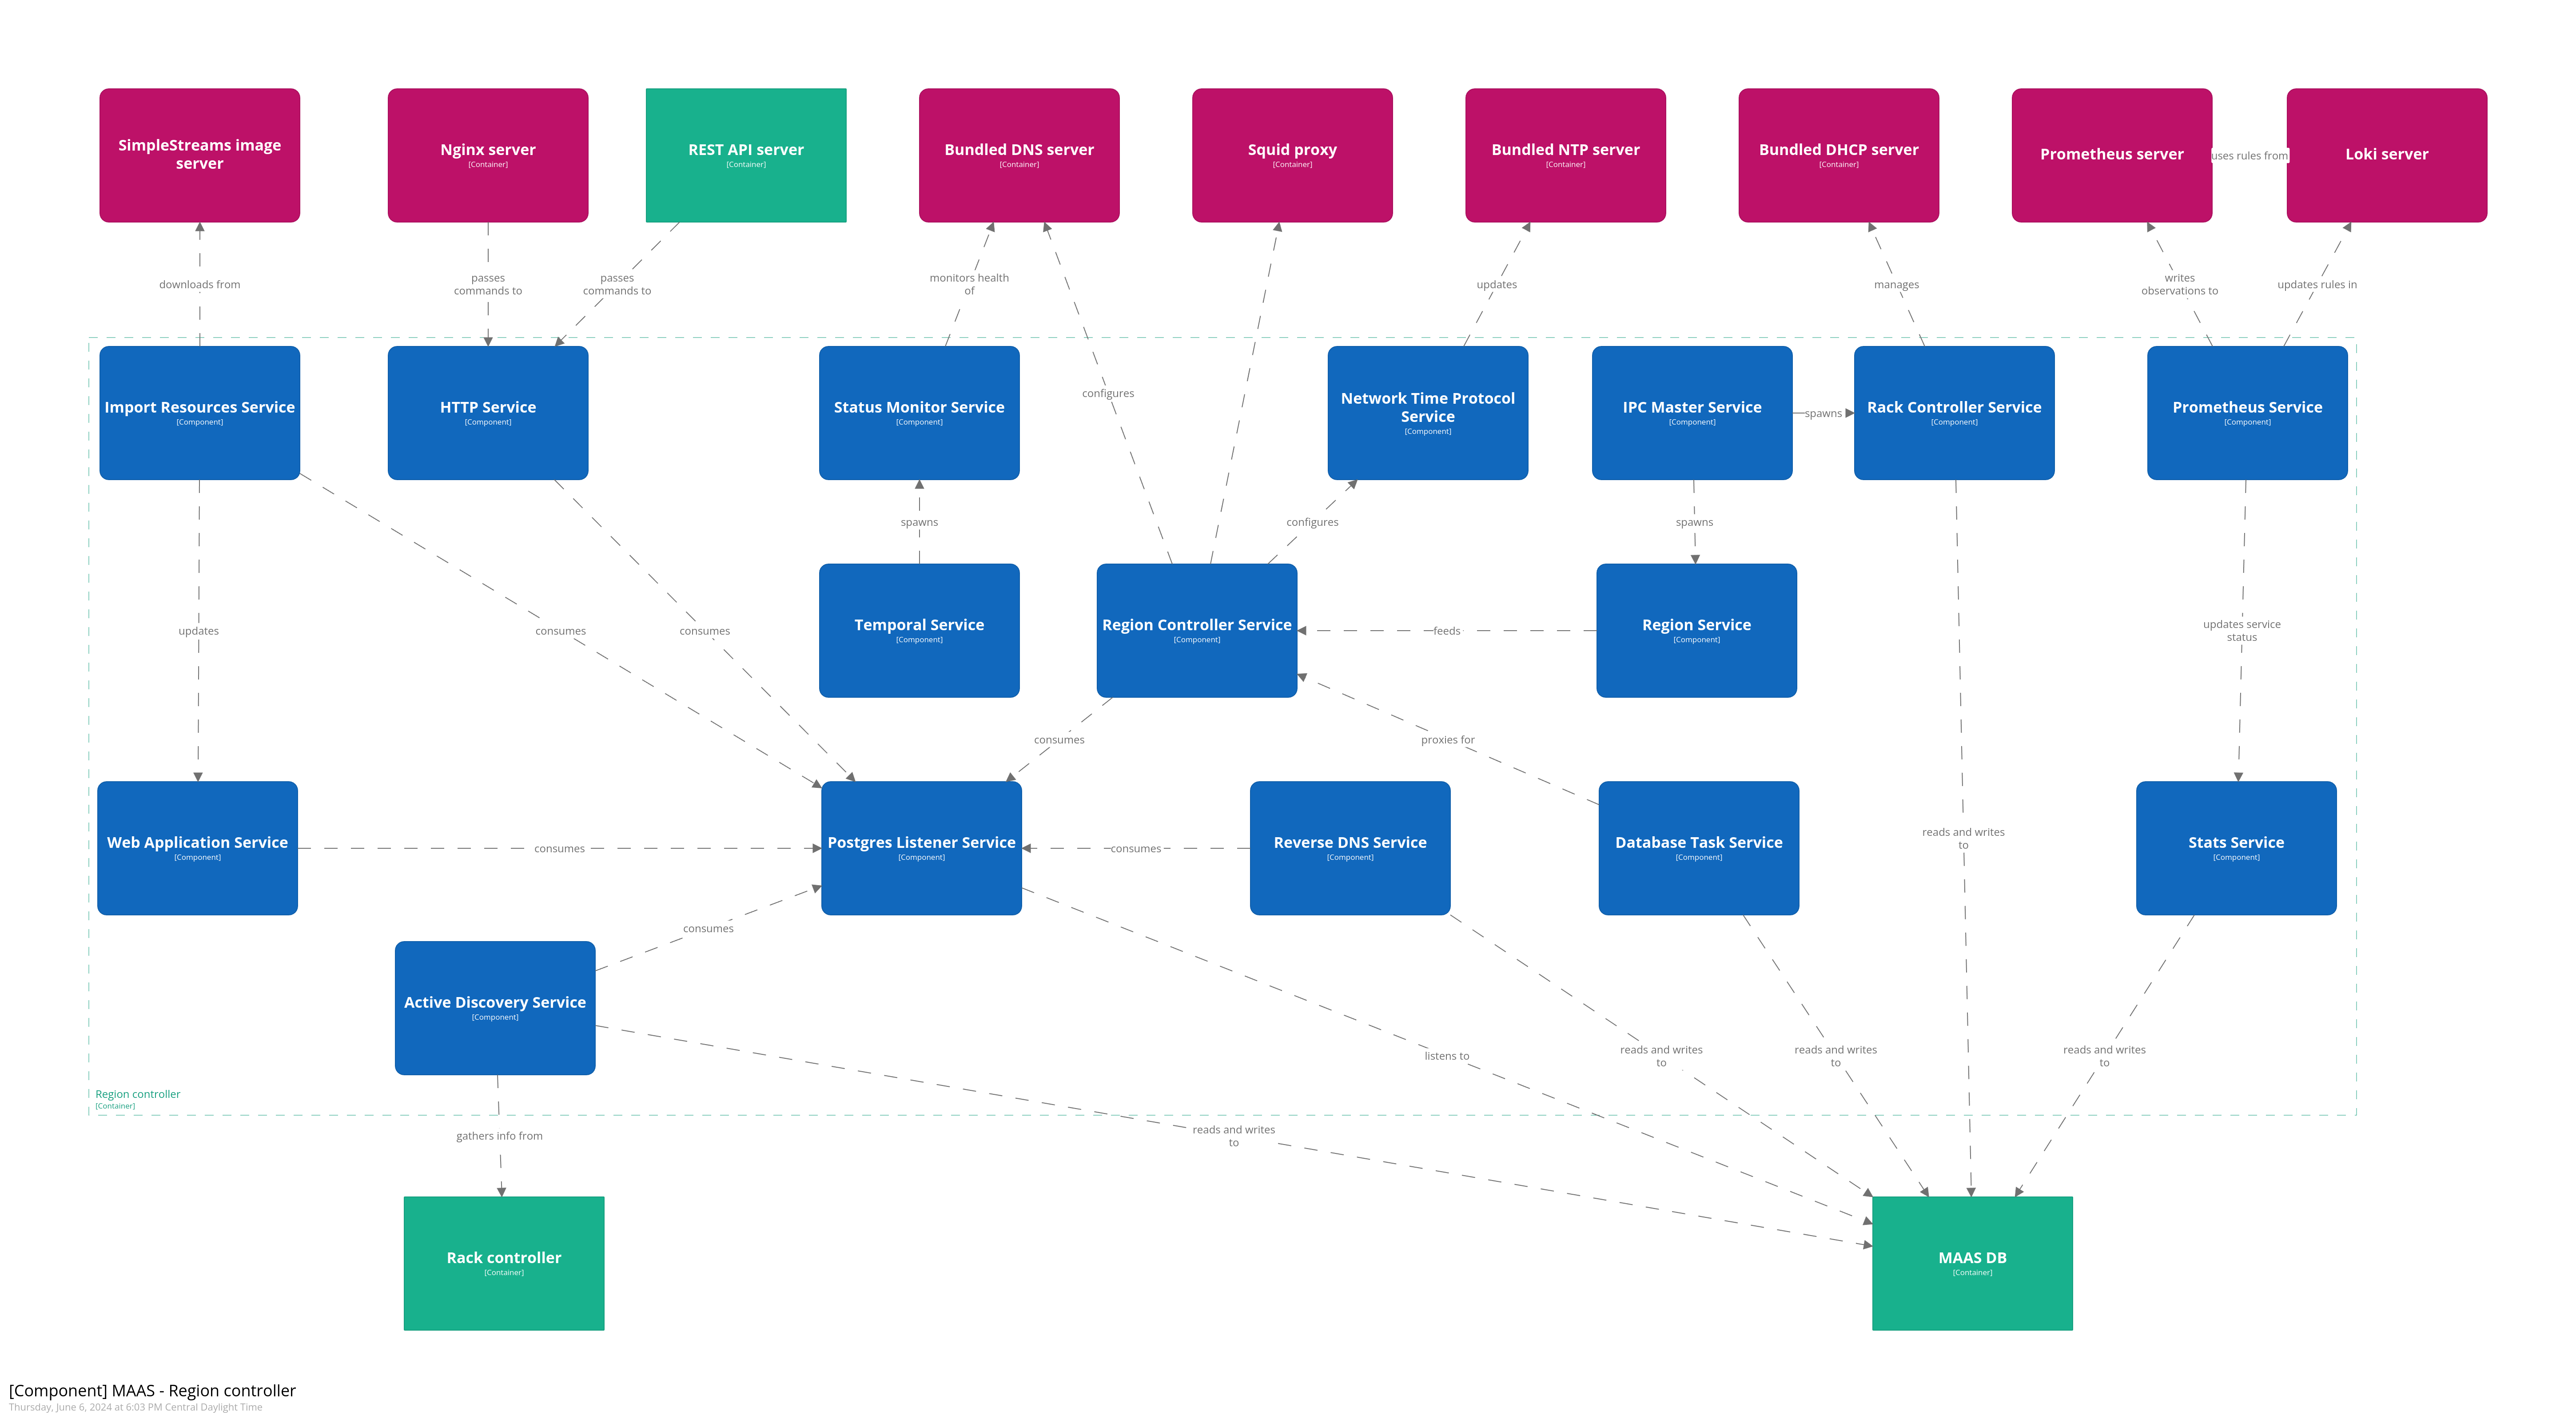 SimpleStreams image
server
Nginx server
[Container]
REST API server
[Container]
Bundled DNS server
[Container]
Squid proxy
[Container]
Bundled NTP server
[Container]
Bundled DHCP server
[Container]
Prometheus server
uses rules from
Loki server
downloads from
passes
commands to
passes
commands to
monitors health
of
configures
updates
manages
writes
observations to
updates rules in
Import Resources Service
[Component]
HTTP Service
[Component]
Status Monitor Service
[Component]
Network Time Protocol
Service
[Component]
IPC Master Service
[Component]
spawns
Rack Controller Service
[Component]
Prometheus Service
[Component]
spawns
configures
spawns
updates
consumes
consumes
Temporal Service
[Component]
Region Controller Service
[Component]
feeds
Region Service
[Component]
updates service
status
consumes
proxies for
Web Application Service
[Component]
consumes
Postgres Listener Service
[Component]
consumes
Reverse DNS Service
[Component]
Database Task Service
[Component]
reads and writes
to
Stats Service
[Component]
consumes
Active Discovery Service
[Component]
listens to
reads and writes
to
reads and writes
to
reads and writes
to
Region controller
[Container]
gathers info from
reads and writes
to
Rack controller
[Container]
MAAS DB
[Container]
[Component] MAAS - Region controller
Thursday, June 6, 2024 at 6:03 PM Central Daylight Time